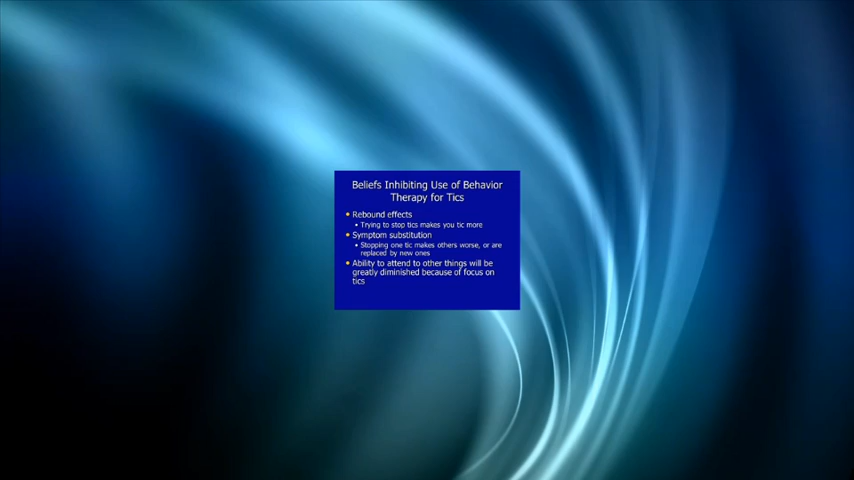 Beliefs Inhibiting Use of Behavior
Therapy for Tics
• Rebound effects
• Trying to stop tics makes you tic more
• Symptom substitution
• Stopping one tic makes others worse, or are
replaced by new ones
• Ability to attend to other things will be
greatly diminished because of focus on
tics